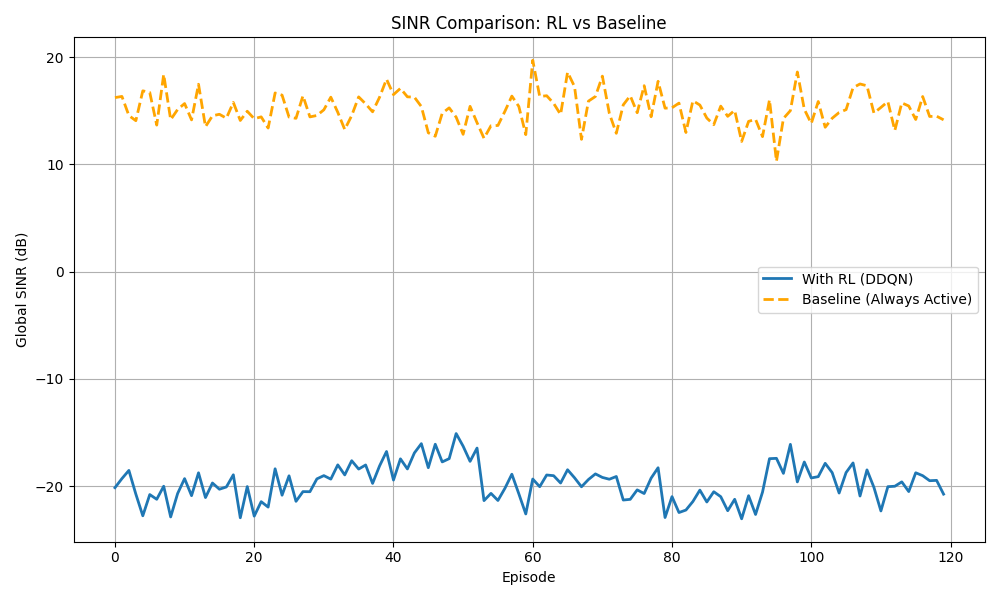 SINR Comparison: RL vs Baseline
Global SINR (dB)
20
10
0
−10
−20
With RL (DDQN)
Baseline (Always Active)
0 20 40 60 80 100 120
Episode